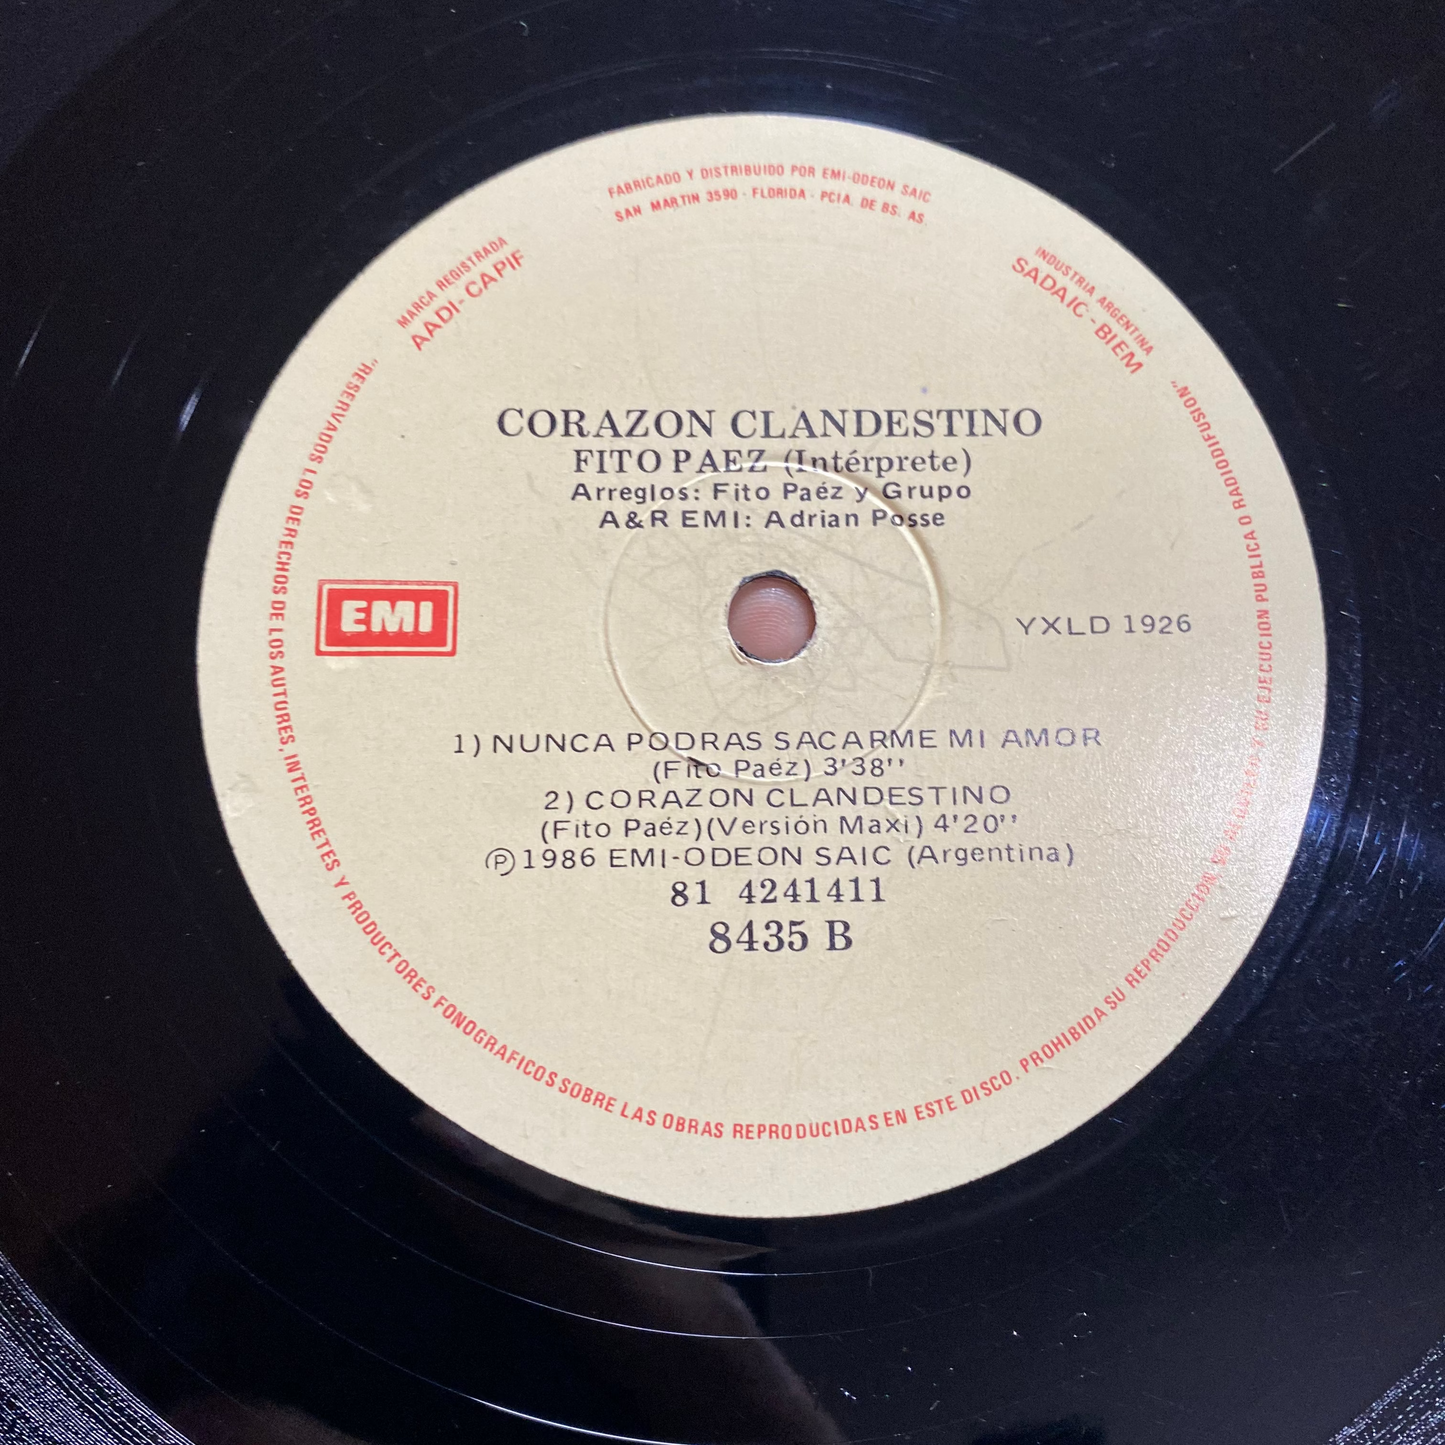 FABRICADO Y DISTRIBUIDO POR EMI-ODEON SAIC
SAN MARTIN 3590 - FLORIDA - PCIA. DE BS. AS.
MARCA REGISTRADA
AADI-CAPIF
INDUSTRIA ARGENTINA
SADAIC - BIEM
CORAZON CLANDESTINO
FITO PAEZ (Intérprete)
Arreglos: Fito Paéz y Grupo
A&R EMI: Adrian Posse
EMI
YXLD 1926
1) NUNCA PODRAS SACARME MI AMOR
(Fito Paéz) 3'38''
2) CORAZON CLANDESTINO
(Fito Paéz)(Versión Maxi) 4'20''
Ⓟ1986 EMI-ODEON SAIC (Argentina)
81 4241411
8435 B
"RESERVADOS LOS DERECHOS DE LOS AUTURES, INTERPRETES Y PRODUCTORES FONOGRAFICOS SOBRE LAS OBRAS REPRODUCIDAS EN ESTE DISCO. PROHIBIDA SU REPRODUCCION, SU EJECUCION PUBLICA O RADIODIFUSION"